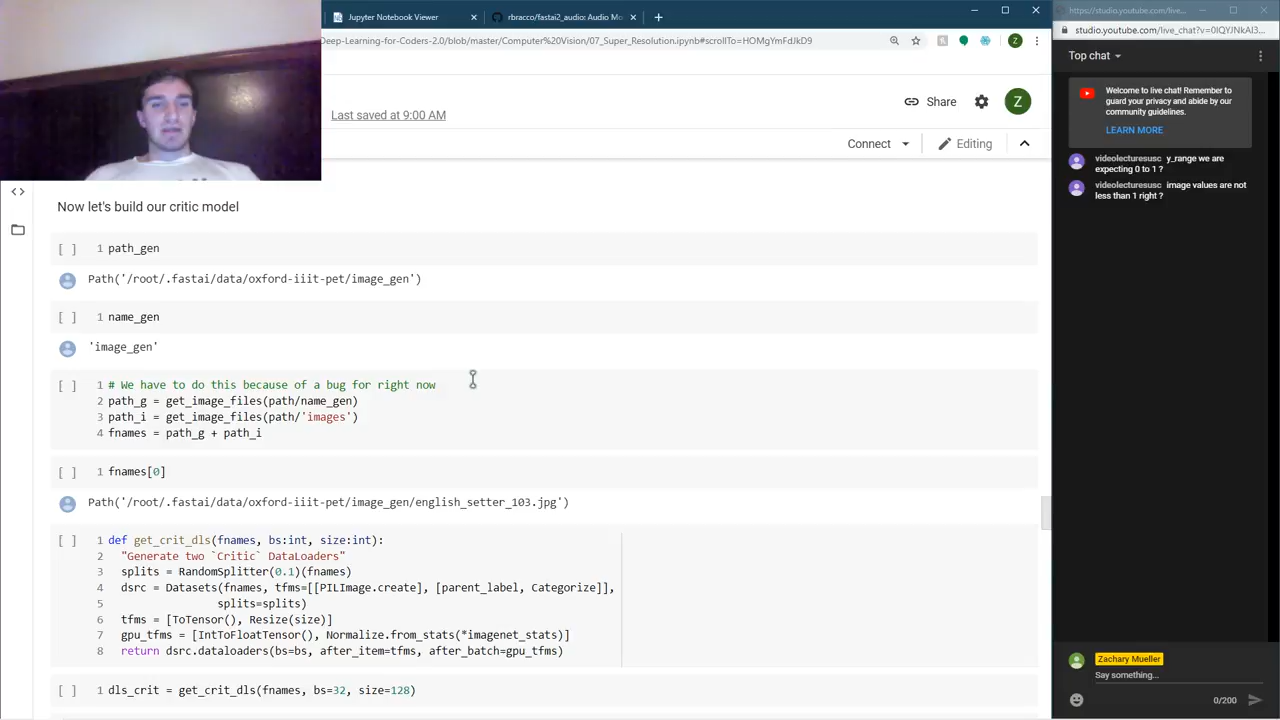 Jupyter Notebook Viewer
rbracco/fastai2_audio: Audio Mo
https://studio.youtube.com/live_...
Deep-Learning-for-Coders-2.0/blob/master/Computer%20Vision/07_Super_Resolution.ipynb#scrollTo=HOMgYmFdJkD9
Z
studio.youtube.com/live_chat?v=0IQYJNkAI3...
Top chat
Last saved at 9:00 AM
Share
Z
Connect
Editing
Welcome to live chat! Remember to
guard your privacy and abide by our
community guidelines.
LEARN MORE
videolecturesusc y_range we are
expecting 0 to 1 ?
videolecturesusc image values are not
less than 1 right ?
Now let's build our critic model
[ ] 1 path_gen
Path('/root/.fastai/data/oxford-iiit-pet/image_gen')
[ ] 1 name_gen
'image_gen'
[ ] 1 # We have to do this because of a bug for right now
2 path_g = get_image_files(path/name_gen)
3 path_i = get_image_files(path/'images')
4 fnames = path_g + path_i
[ ] 1 fnames[0]
Path('/root/.fastai/data/oxford-iiit-pet/image_gen/english_setter_103.jpg')
[ ] 1 def get_crit_dls(fnames, bs:int, size:int):
2 "Generate two `Critic` DataLoaders"
3 splits = RandomSplitter(0.1)(fnames)
4 dsrc = Datasets(fnames, tfms=[[PILImage.create], [parent_label, Categorize]],
5 splits=splits)
6 tfms = [ToTensor(), Resize(size)]
7 gpu_tfms = [IntToFloatTensor(), Normalize.from_stats(*imagenet_stats)]
8 return dsrc.dataloaders(bs=bs, after_item=tfms, after_batch=gpu_tfms)
[ ] 1 dls_crit = get_crit_dls(fnames, bs=32, size=128)
Zachary Mueller
Say something...
0/200